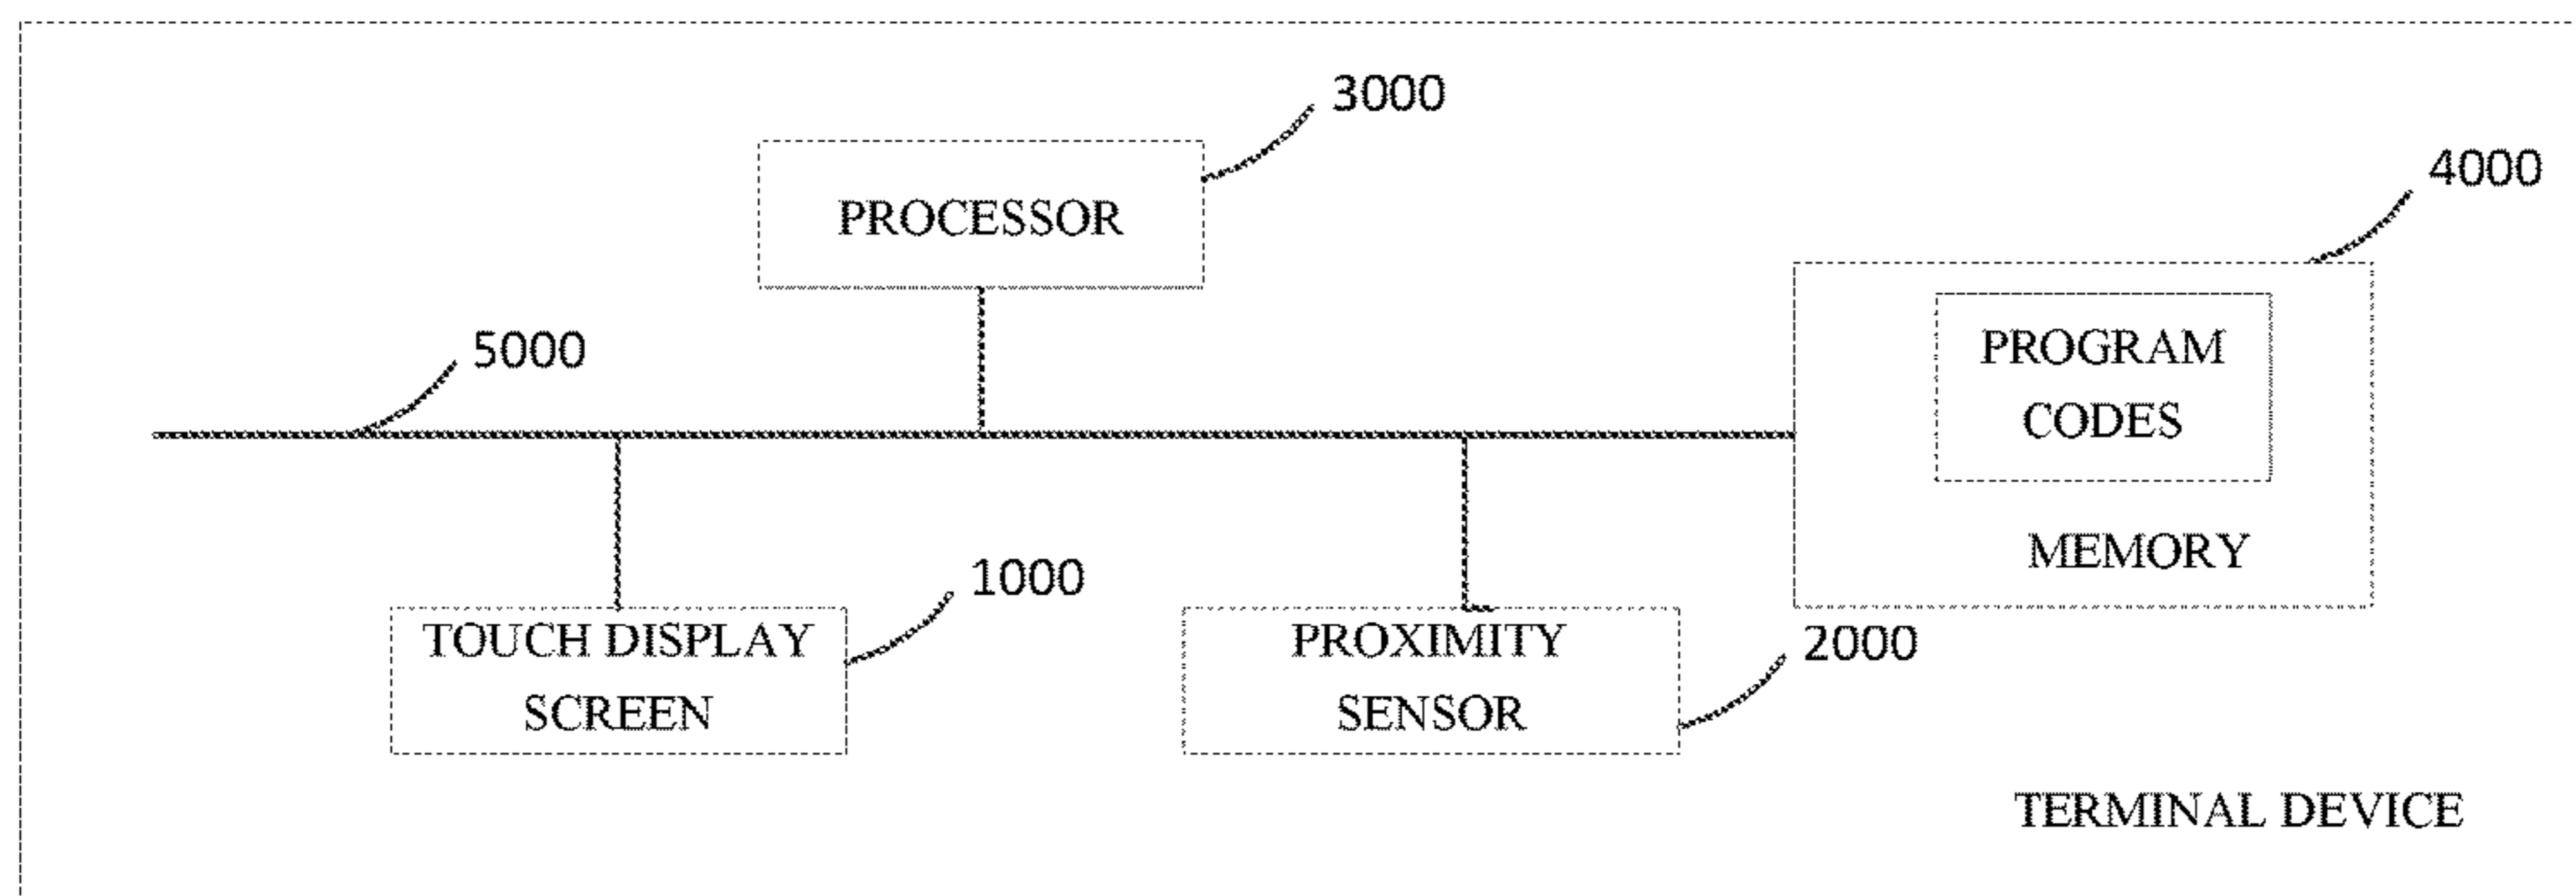 3000
PROCESSOR
4000
5000
PROGRAM
CODES
MEMORY
1000
TOUCH DISPLAY
SCREEN
PROXIMITY
SENSOR
2000
TERMINAL DEVICE